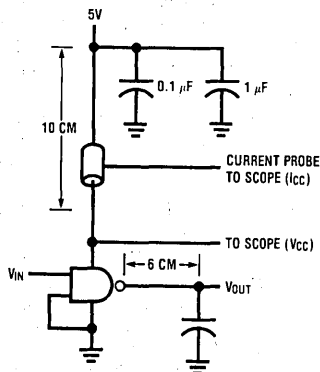 5V
0.1 µF
1 µF
10 CM
CURRENT PROBE
TO SCOPE (ICC)
TO SCOPE (VCC)
6 CM
VIN
VOUT